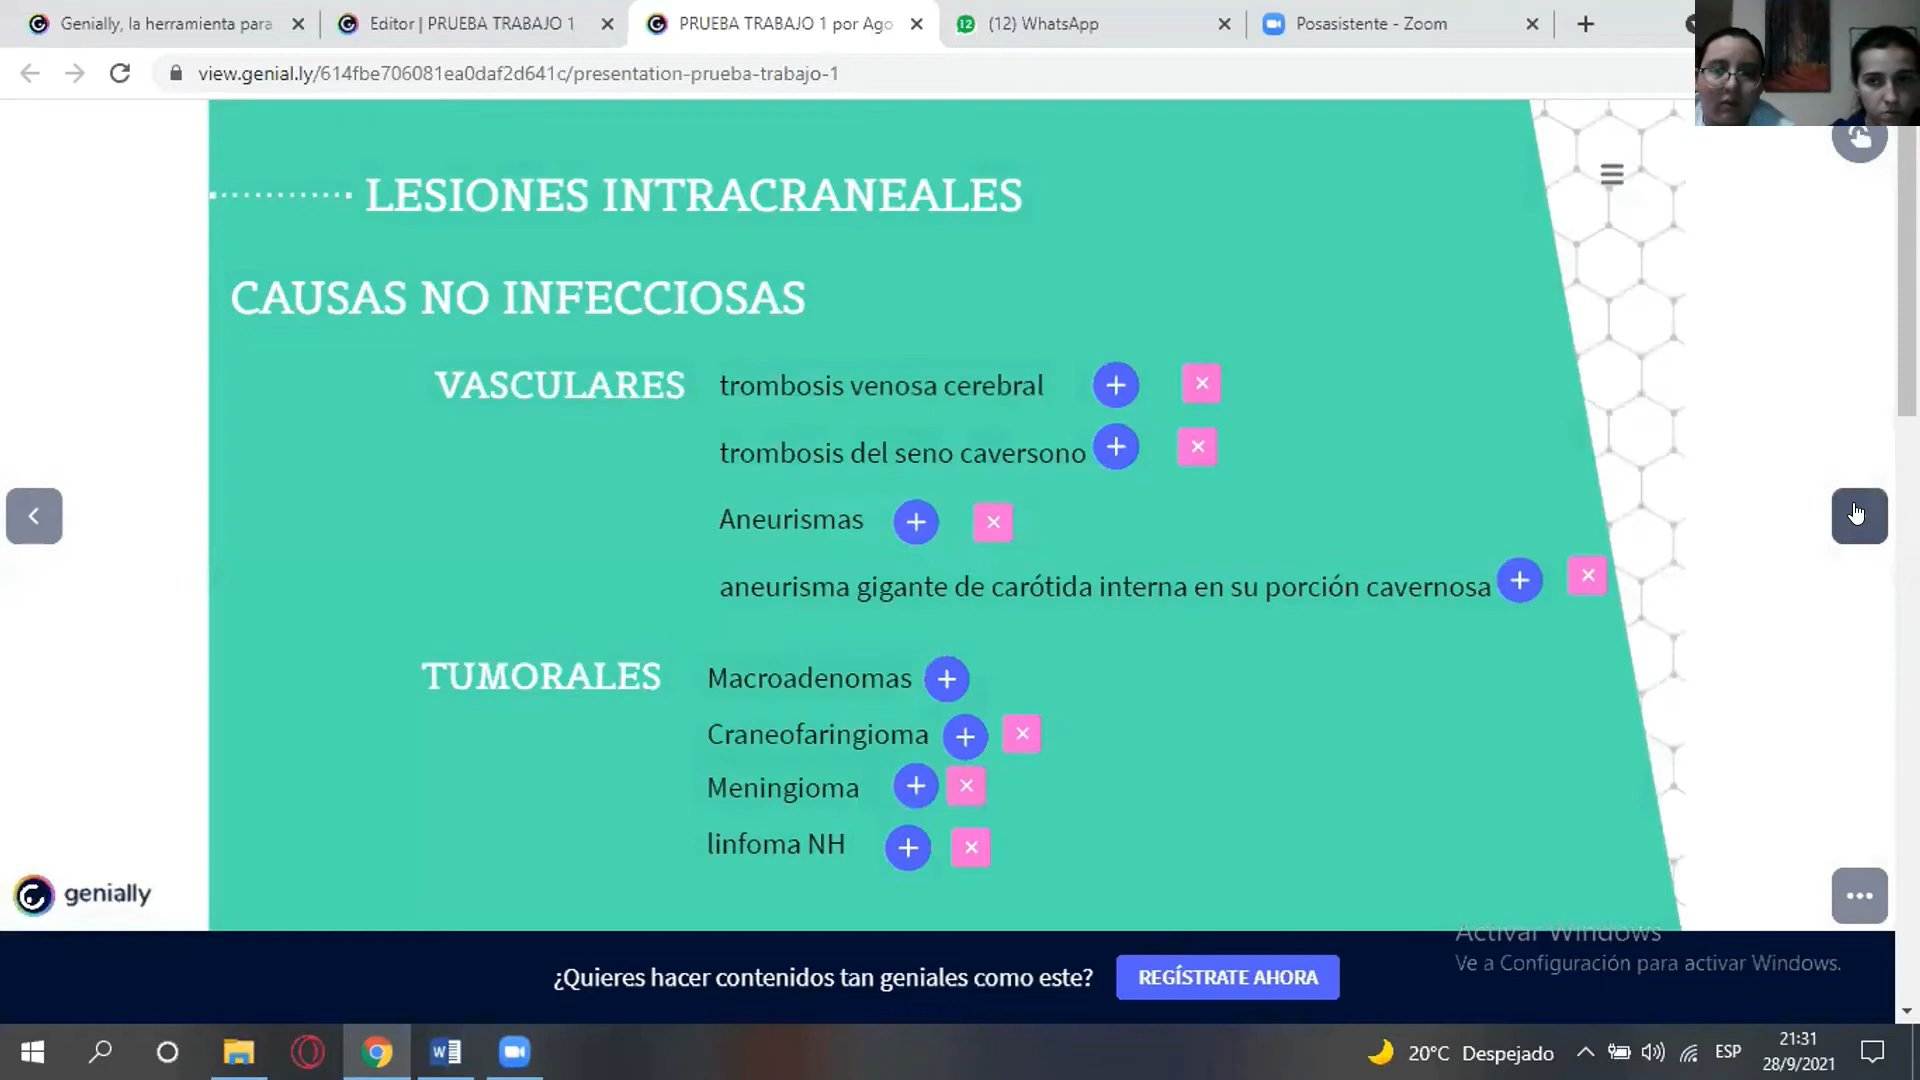 Genially, la herramienta para
Editor | PRUEBA TRABAJO 1
PRUEBA TRABAJO 1 por Ago
12
(12) WhatsApp
Posasistente - Zoom
view.genial.ly/614fbe706081ea0daf2d641c/presentation-prueba-trabajo-1
LESIONES INTRACRANEALES
CAUSAS NO INFECCIOSAS
VASCULARES
trombosis venosa cerebral
trombosis del seno caversono
Aneurismas
aneurisma gigante de carótida interna en su porción cavernosa
TUMORALES
Macroadenomas
Craneofaringioma
Meningioma
linfoma NH
genially
Activar Windows
Ve a Configuración para activar Windows.
¿Quieres hacer contenidos tan geniales como este?
REGÍSTRATE AHORA
20°C Despejado
ESP
21:31
28/9/2021